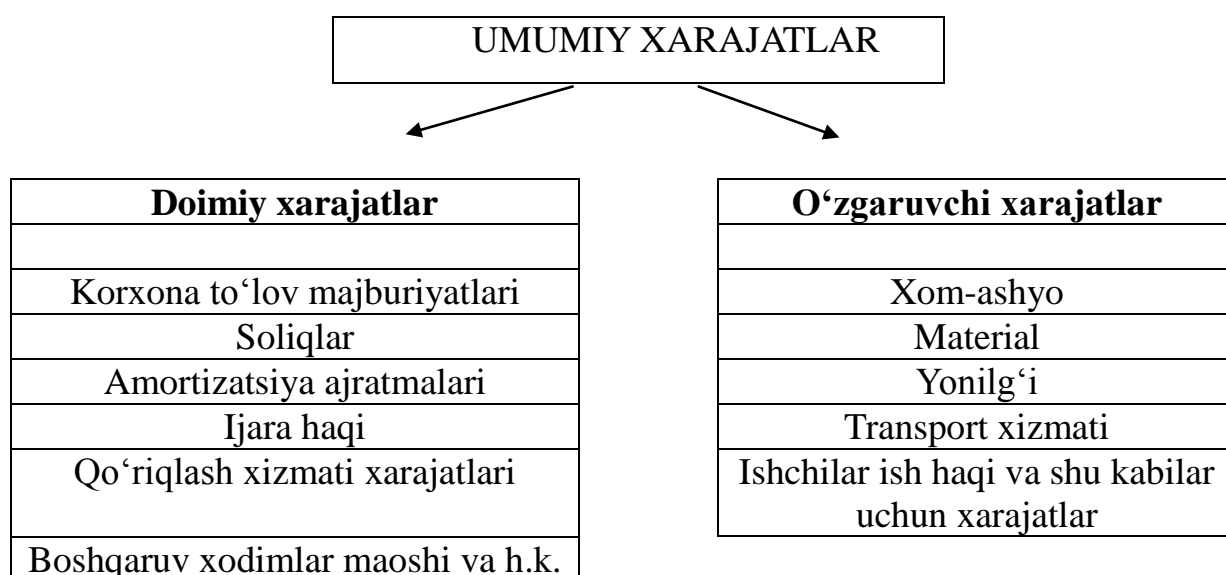 UMUMIY XARAJATLAR
Doimiy xarajatlar
Korxona to‘lov majburiyatlari
Soliqlar
Amortizatsiya ajratmalari
Ijara haqi
Qo‘riqlash xizmati xarajatlari
Boshqaruv xodimlar maoshi va h.k.
O‘zgaruvchi xarajatlar
Xom-ashyo
Material
Yonilg‘i
Transport xizmati
Ishchilar ish haqi va shu kabilar
uchun xarajatlar